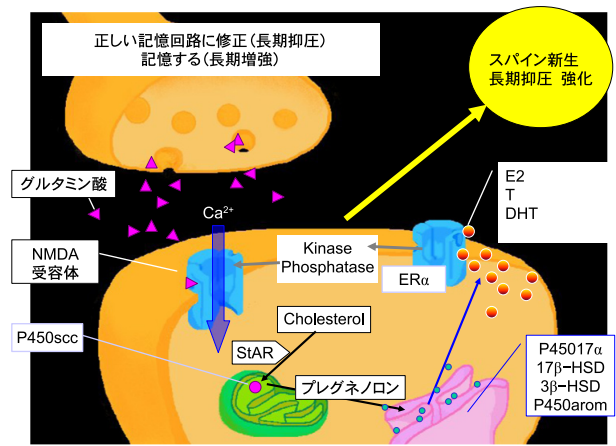 正しい記憶回路に修正(長期抑圧)
記憶する(長期増強)
スパイン新生
長期抑圧 強化
グルタミン酸
E2
T
DHT
Ca²⁺
NMDA
受容体
Kinase
Phosphatase
ERα
P450scc
Cholesterol
StAR
プレグネノロン
P45017α
17β−HSD
3β−HSD
P450arom